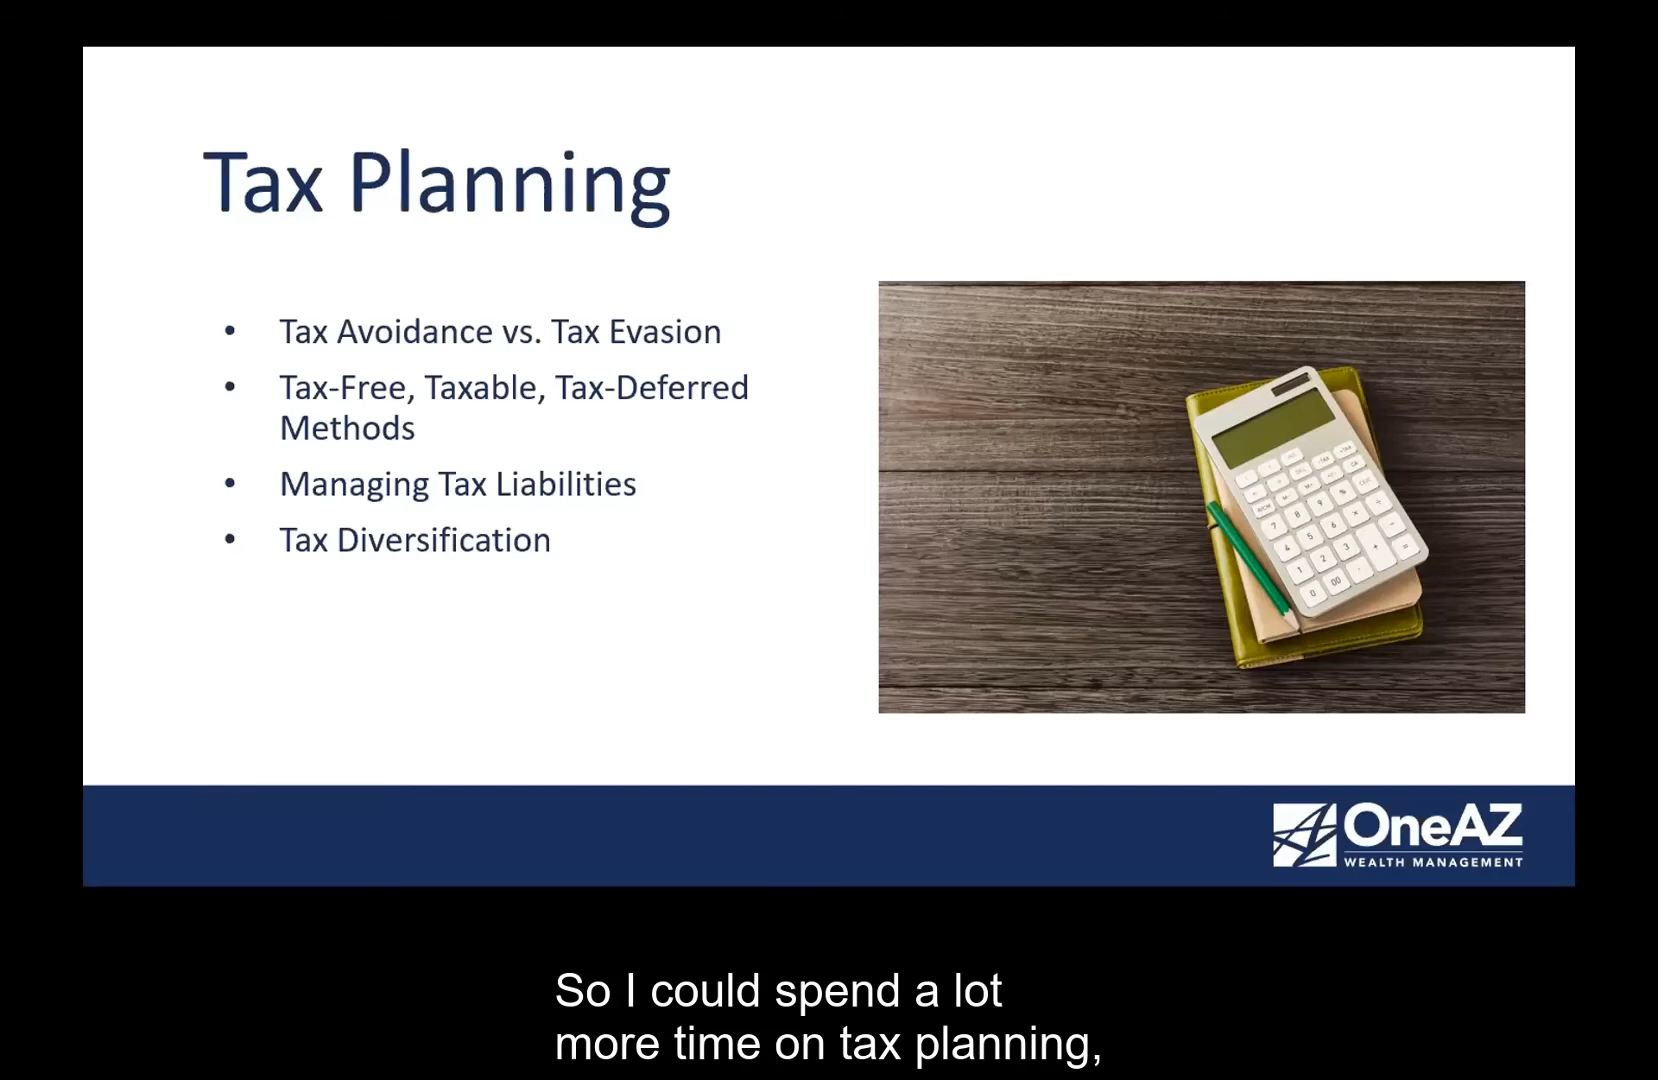 Tax Planning
• Tax Avoidance vs. Tax Evasion
• Tax-Free, Taxable, Tax-Deferred
Methods
• Managing Tax Liabilities
• Tax Diversification
OneAZ
WEALTH MANAGEMENT
So I could spend a lot
more time on tax planning,